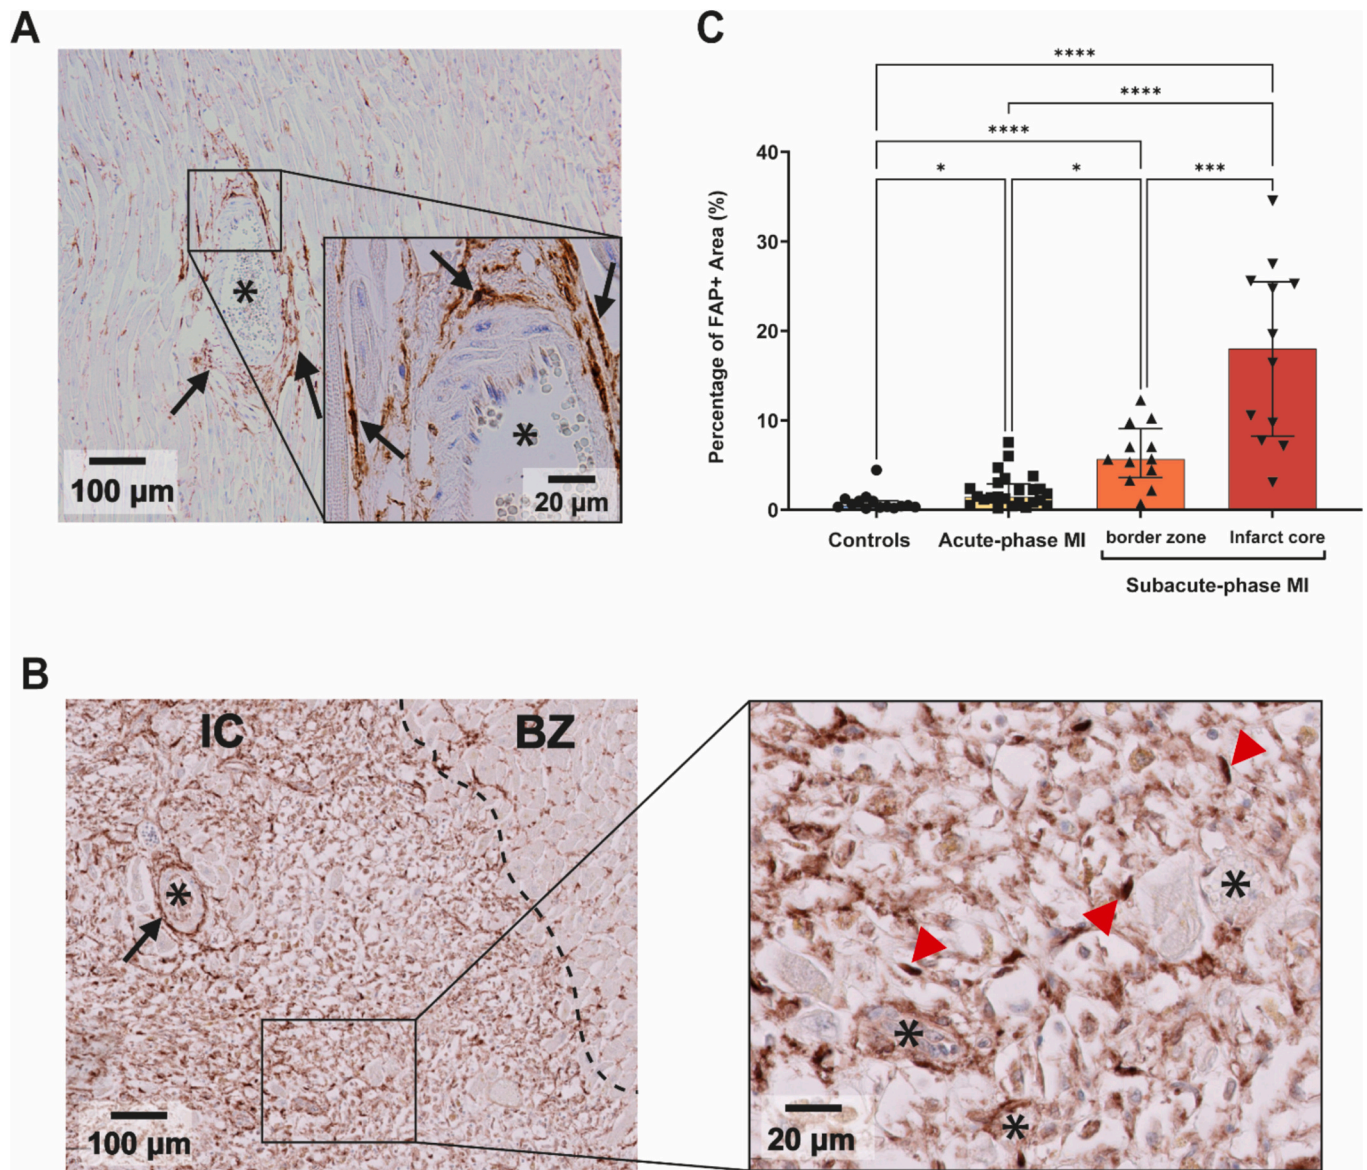 A
*
*
100 µm
20 µm
C
****
****
****
*
*
***
Percentage of FAP+ Area (%)
40
30
20
10
0
Controls
Acute-phase MI
border zone
Infarct core
Subacute-phase MI
B
IC
BZ
*
100 µm
*
*
*
20 µm